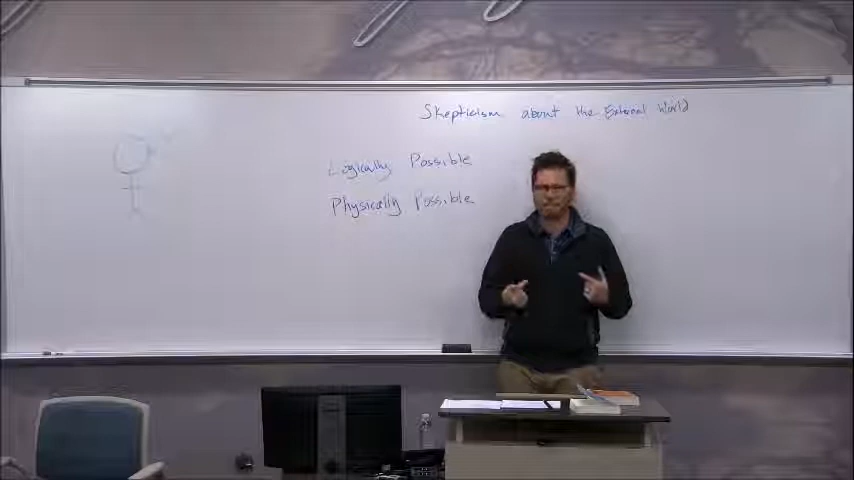 Skepticism about the External World
Logically Possible
Physically Possible